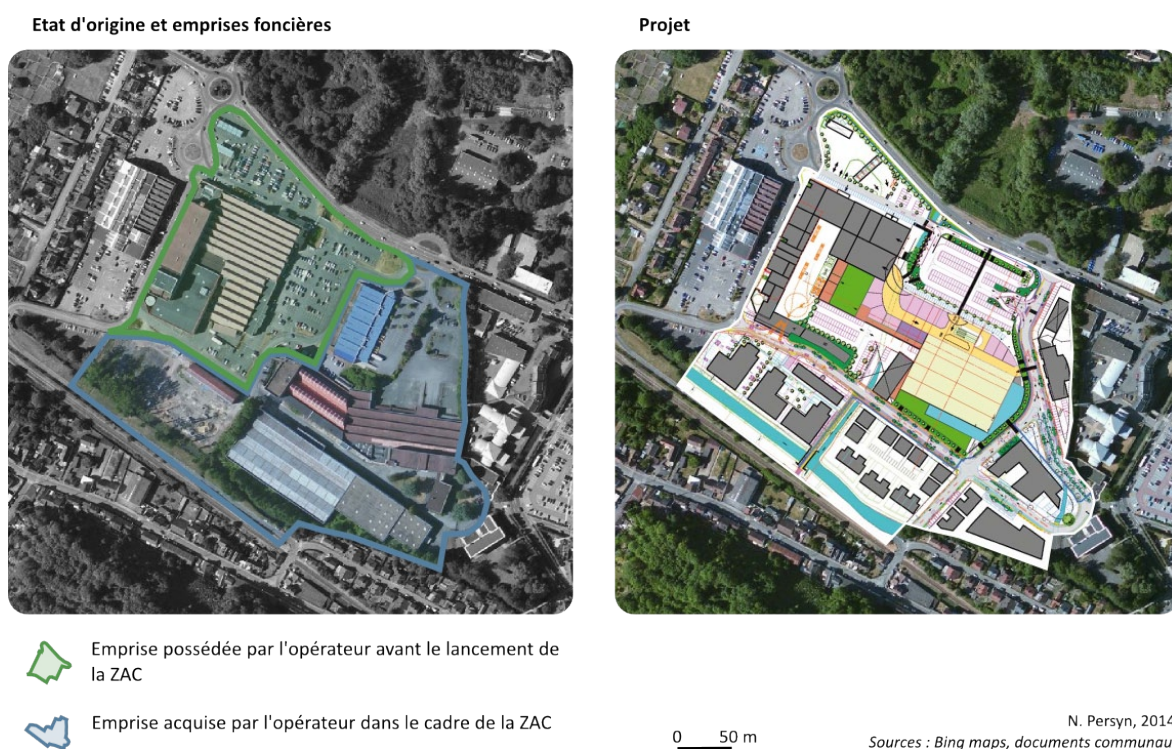 Etat d'origine et emprises foncières
Projet
Emprise possédée par l'opérateur avant le lancement de
la ZAC
Emprise acquise par l'opérateur dans le cadre de la ZAC
0 50 m
N. Persyn, 2014
Sources : Bing maps, documents communau